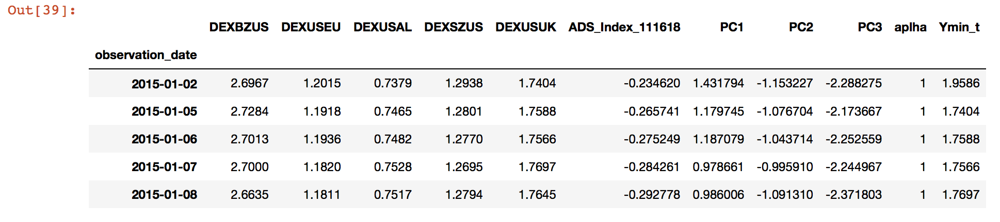 Out[39]:
DEXBZUS DEXUSEU DEXUSAL DEXSZUS DEXUSUK ADS_Index_111618 PC1 PC2 PC3 aplha Ymin_t
observation_date
2015-01-02 2.6967 1.2015 0.7379 1.2938 1.7404 -0.234620 1.431794 -1.153227 -2.288275 1 1.9586
2015-01-05 2.7284 1.1918 0.7465 1.2801 1.7588 -0.265741 1.179745 -1.076704 -2.173667 1 1.7404
2015-01-06 2.7013 1.1936 0.7482 1.2770 1.7566 -0.275249 1.187079 -1.043714 -2.252559 1 1.7588
2015-01-07 2.7000 1.1820 0.7528 1.2695 1.7697 -0.284261 0.978661 -0.995910 -2.244967 1 1.7566
2015-01-08 2.6635 1.1811 0.7517 1.2794 1.7645 -0.292778 0.986006 -1.091310 -2.371803 1 1.7697